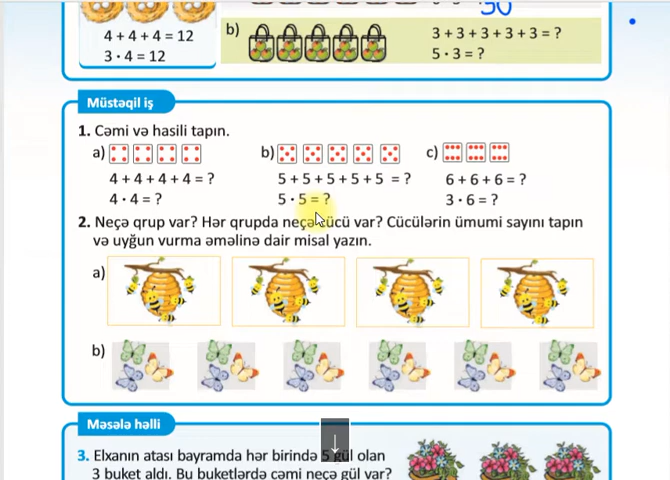 30
4 + 4 + 4 = 12
3 · 4 = 12
b)
3 + 3 + 3 + 3 + 3 = ?
5 · 3 = ?
Müstəqil iş
1. Cəmi və hasili tapın.
a)
4 + 4 + 4 + 4 = ?
4 · 4 = ?
b)
5 + 5 + 5 + 5 + 5 = ?
5 · 5 = ?
c)
6 + 6 + 6 = ?
3 · 6 = ?
2. Neçə qrup var? Hər qrupda neçə cücü var? Cücülərin ümumi sayını tapın
və uyğun vurma əməlinə dair misal yazın.
a)
b)
Məsələ həlli
3. Elxanın atası bayramda hər birində 5 gül olan
3 buket aldı. Bu buketlərdə cəmi neçə gül var?